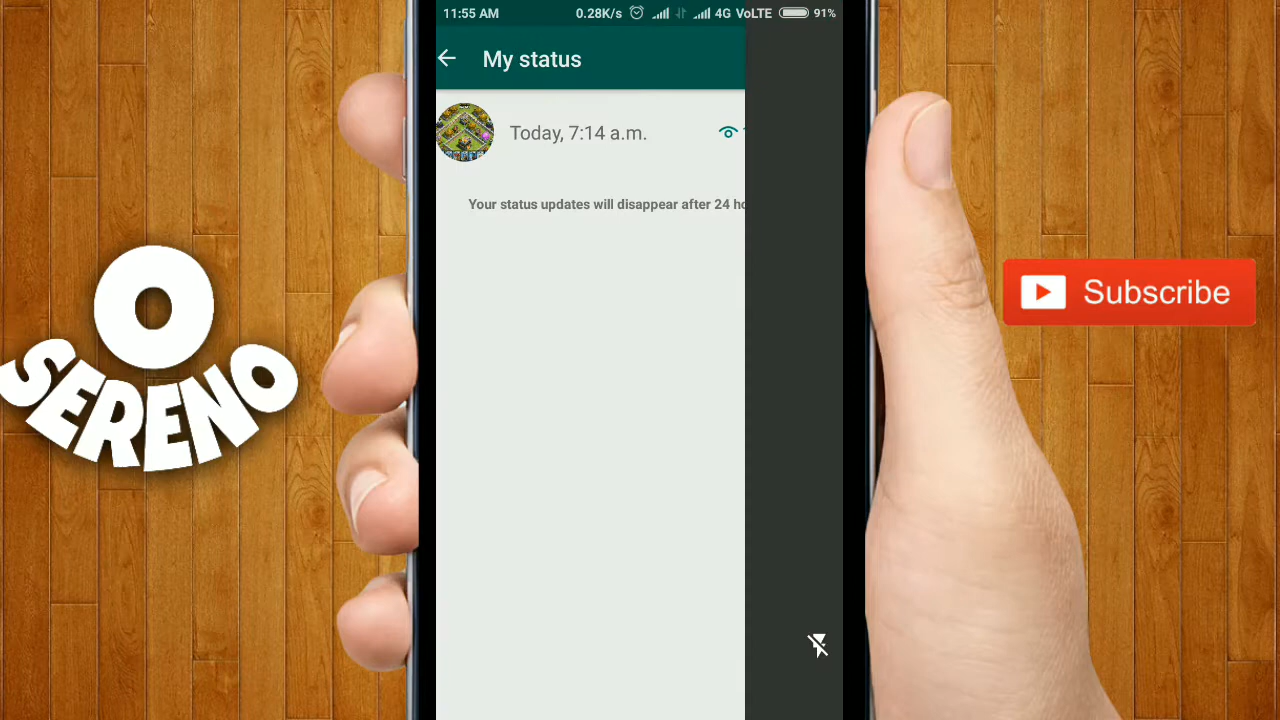 11:55 AM 0.28K/s 4G VoLTE 91%
My status
Today, 7:14 a.m.
Your status updates will disappear after 24
O
SERENO
Subscribe